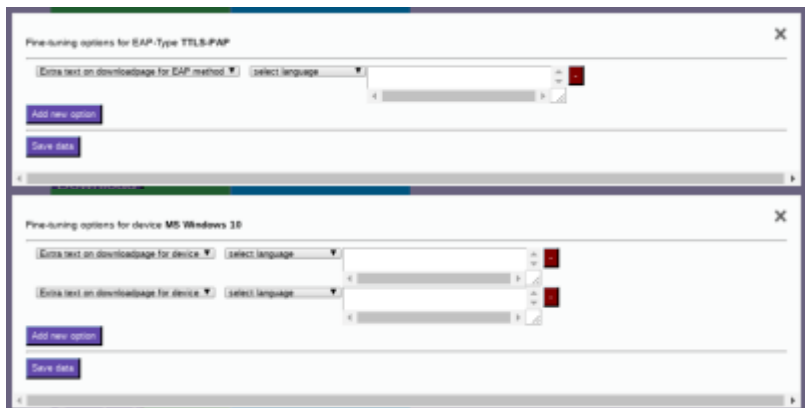 Fine-tuning options for EAP-Type TTLS-PAP
Extra text on downloadpage for EAP method ▼ select language ▼ -
Add new option
Save data
Fine-tuning options for device MS Windows 10
Extra text on downloadpage for device ▼ select language ▼ -
Extra text on downloadpage for device ▼ select language ▼ -
Add new option
Save data